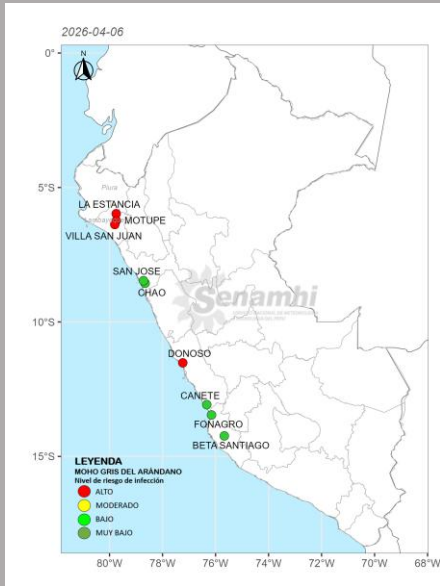 2026-04-06
N
0°
Piura
LA ESTANCIA
5°S
MOTUPE
VILLA SAN JUAN
SAN JOSE
CHAO
Senamhi
10°S
DONOSO
CANETE
FONAGRO
BETA SANTIAGO
15°S
LEYENDA
MOHO GRIS DEL ARÁNDANO
Nivel de riesgo de infección
ALTO
MODERADO
BAJO
MUY BAJO
80°W 78°W 76°W 74°W 72°W 70°W 68°W